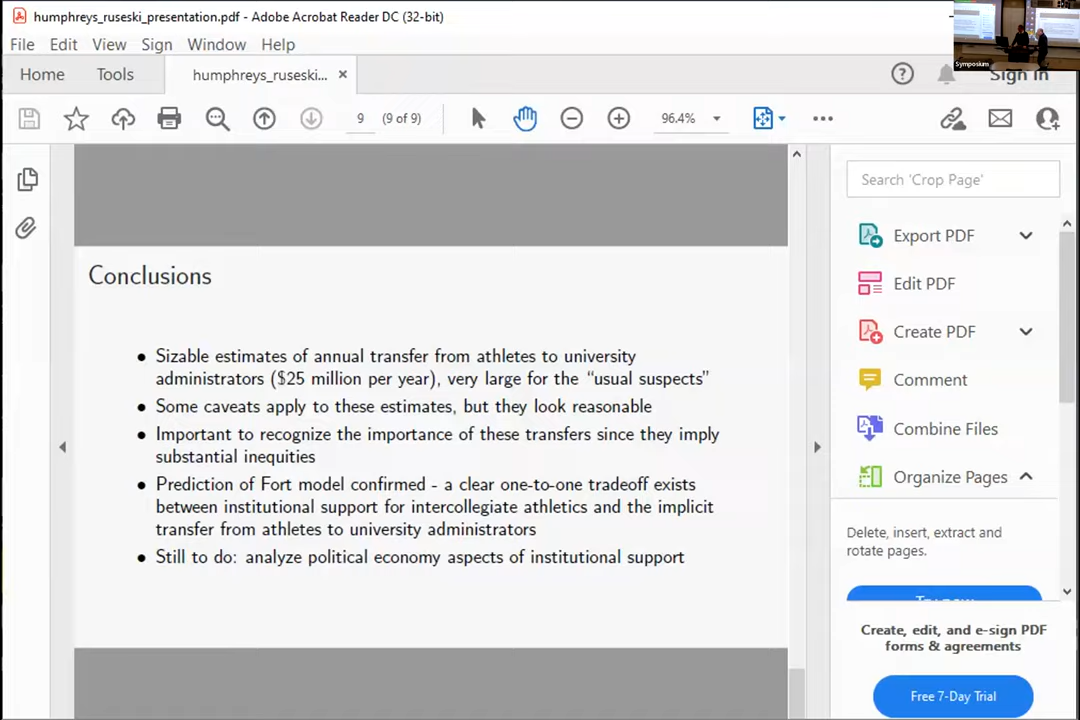 humphreys_ruseski_presentation.pdf - Adobe Acrobat Reader DC (32-bit)
File Edit View Sign Window Help
Home Tools humphreys_ruseski... × Sign In
9 (9 of 9) 96.4%
Search 'Crop Page'
Export PDF
Edit PDF
Create PDF
Comment
Combine Files
Organize Pages
Delete, insert, extract and
rotate pages.
Create, edit, and e-sign PDF
forms & agreements
Free 7-Day Trial
Symposium
Conclusions
• Sizable estimates of annual transfer from athletes to university
administrators ($25 million per year), very large for the “usual suspects”
• Some caveats apply to these estimates, but they look reasonable
• Important to recognize the importance of these transfers since they imply
substantial inequities
• Prediction of Fort model confirmed - a clear one-to-one tradeoff exists
between institutional support for intercollegiate athletics and the implicit
transfer from athletes to university administrators
• Still to do: analyze political economy aspects of institutional support